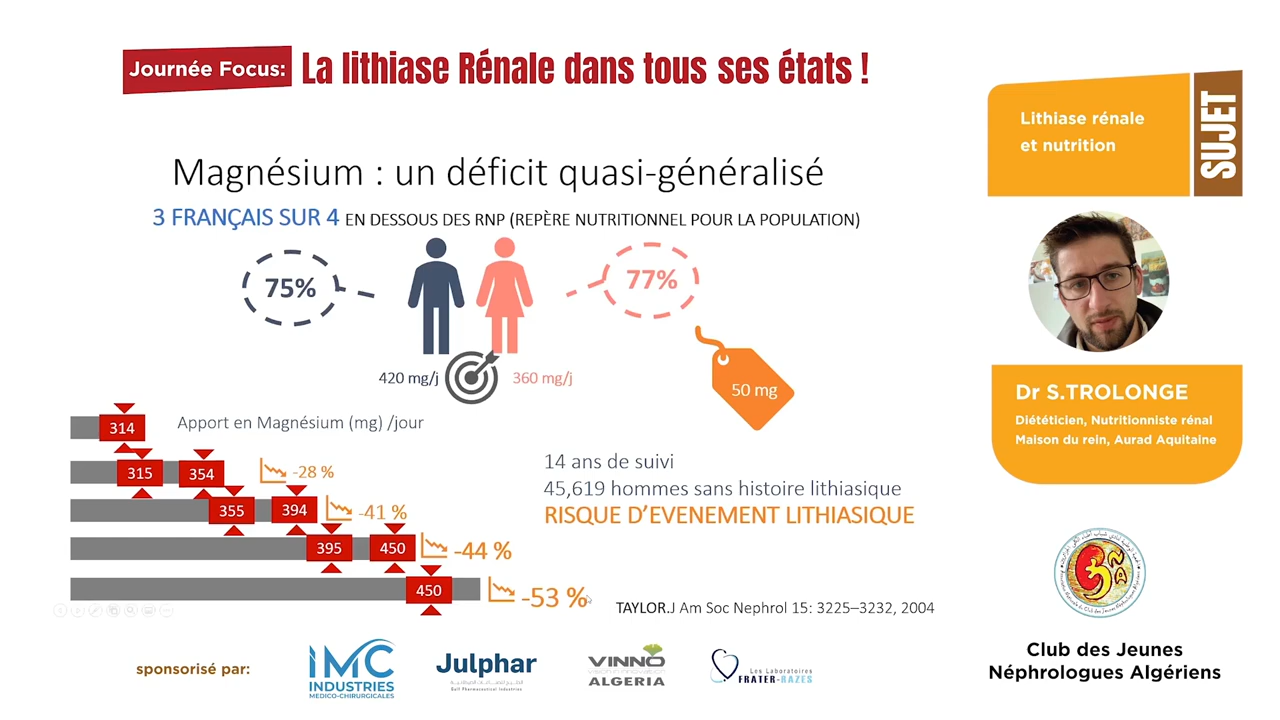 Journée Focus: La lithiase Rénale dans tous ses états !
Lithiase rénale
et nutrition
SUJET
Magnésium : un déficit quasi-généralisé
3 FRANÇAIS SUR 4 EN DESSOUS DES RNP (REPÈRE NUTRITIONNEL POUR LA POPULATION)
75%
77%
420 mg/j
360 mg/j
50 mg
Dr S.TROLONGE
Diététicien, Nutritionniste rénal
Maison du rein, Aurad Aquitaine
314
Apport en Magnésium (mg) /jour
315 354 -28 %
355 394 -41 %
395 450 -44 %
450 -53 %
14 ans de suivi
45,619 hommes sans histoire lithiasique
RISQUE D’EVENEMENT LITHIASIQUE
TAYLOR.J Am Soc Nephrol 15: 3225–3232, 2004
Club des Jeunes
Néphrologues Algériens
sponsorisé par:
IMC
INDUSTRIES
MEDICO-CHIRURGICALES
Julphar
Gulf Pharmaceutical Industries
VINNO
ALGERIA
Les Laboratoires
FRATER-RAZES